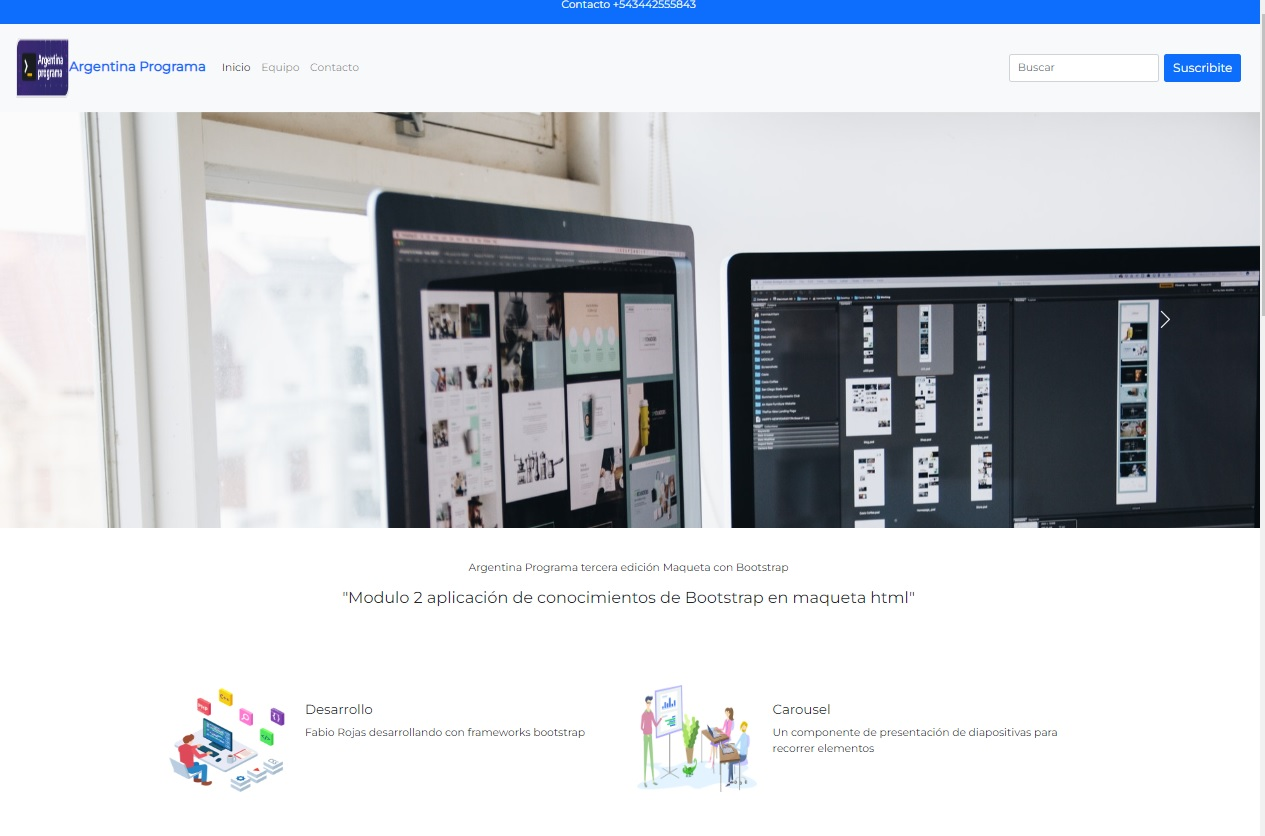 Contacto +543442555843
Argentina programa
Argentina Programa Inicio Equipo Contacto Buscar Suscribite
Argentina Programa tercera edición Maqueta con Bootstrap
"Modulo 2 aplicación de conocimientos de Bootstrap en maqueta html"
Desarrollo
Fabio Rojas desarrollando con frameworks bootstrap
Carousel
Un componente de presentación de diapositivas para
recorrer elementos